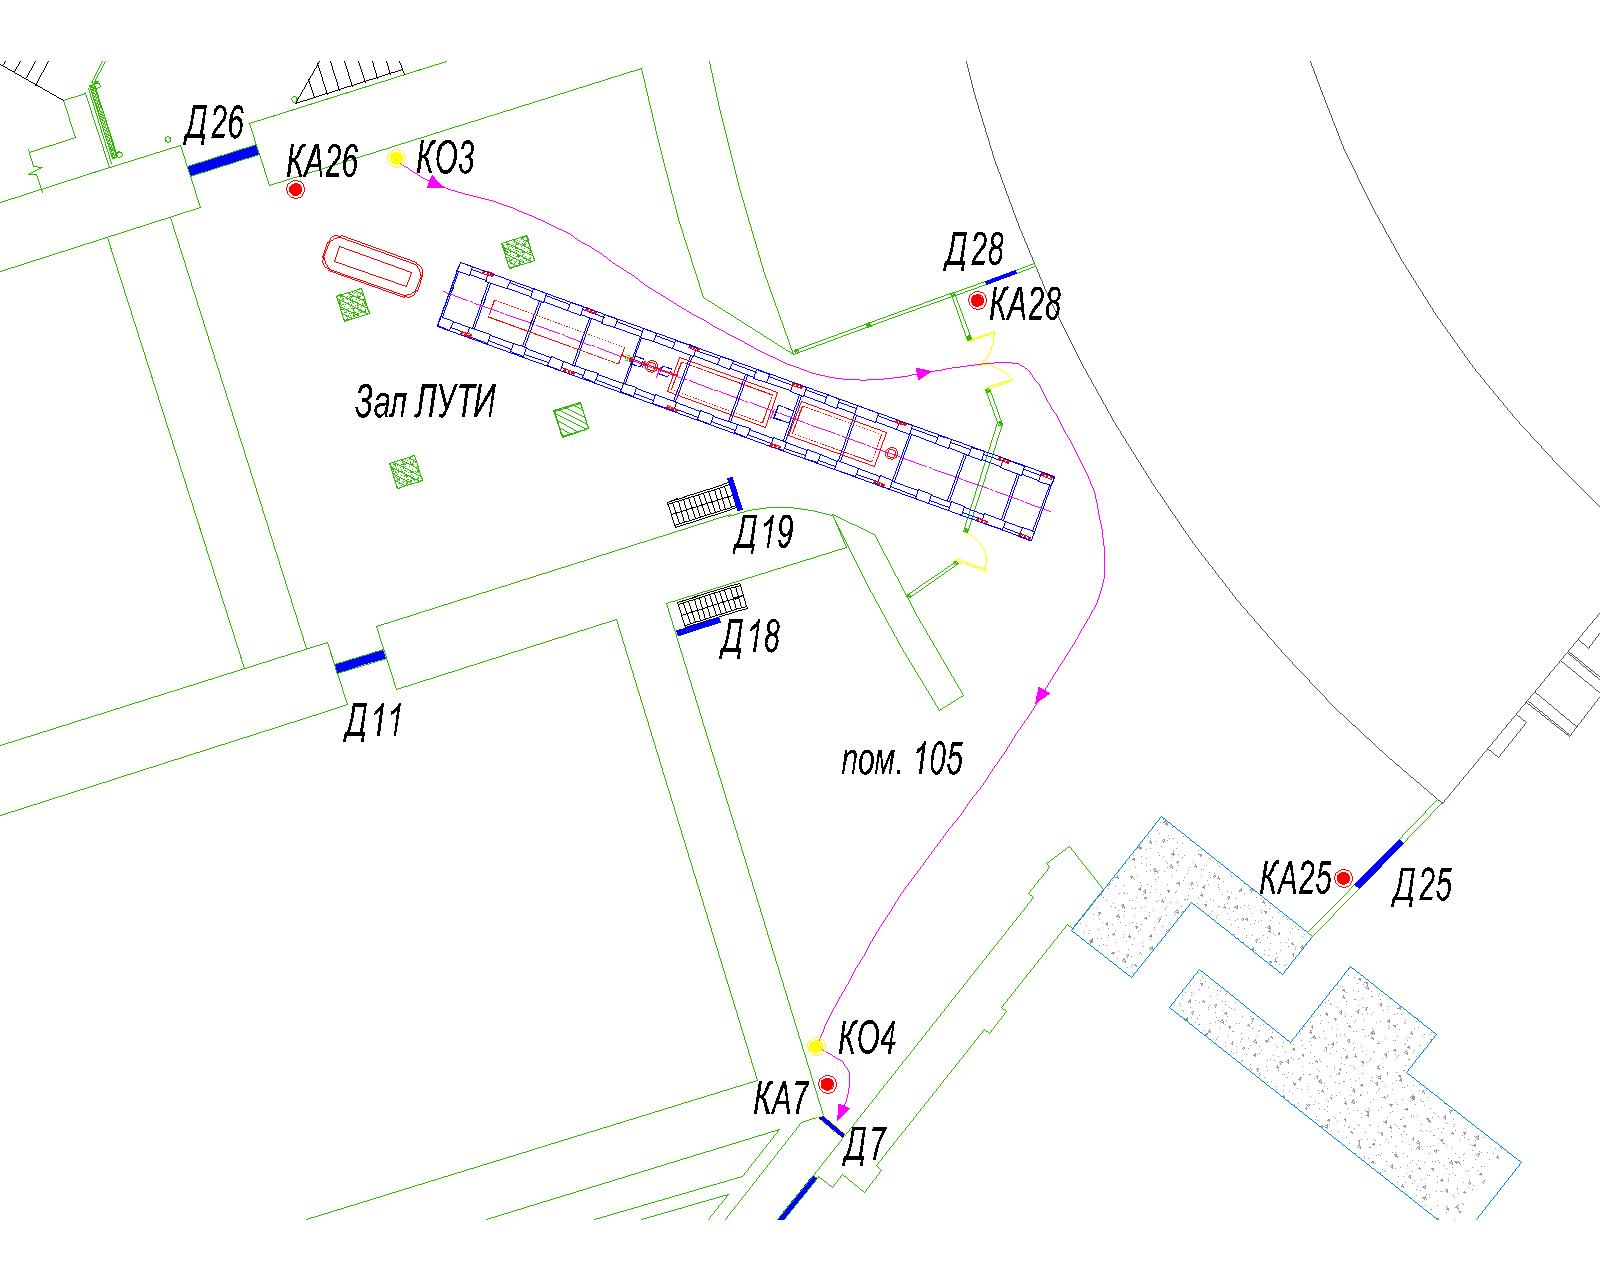 Д26
КА26
КО3
Д28
КА28
Зал ЛУТИ
Д19
Д18
Д11
пом. 105
КА25
Д25
КО4
КА7
Д7